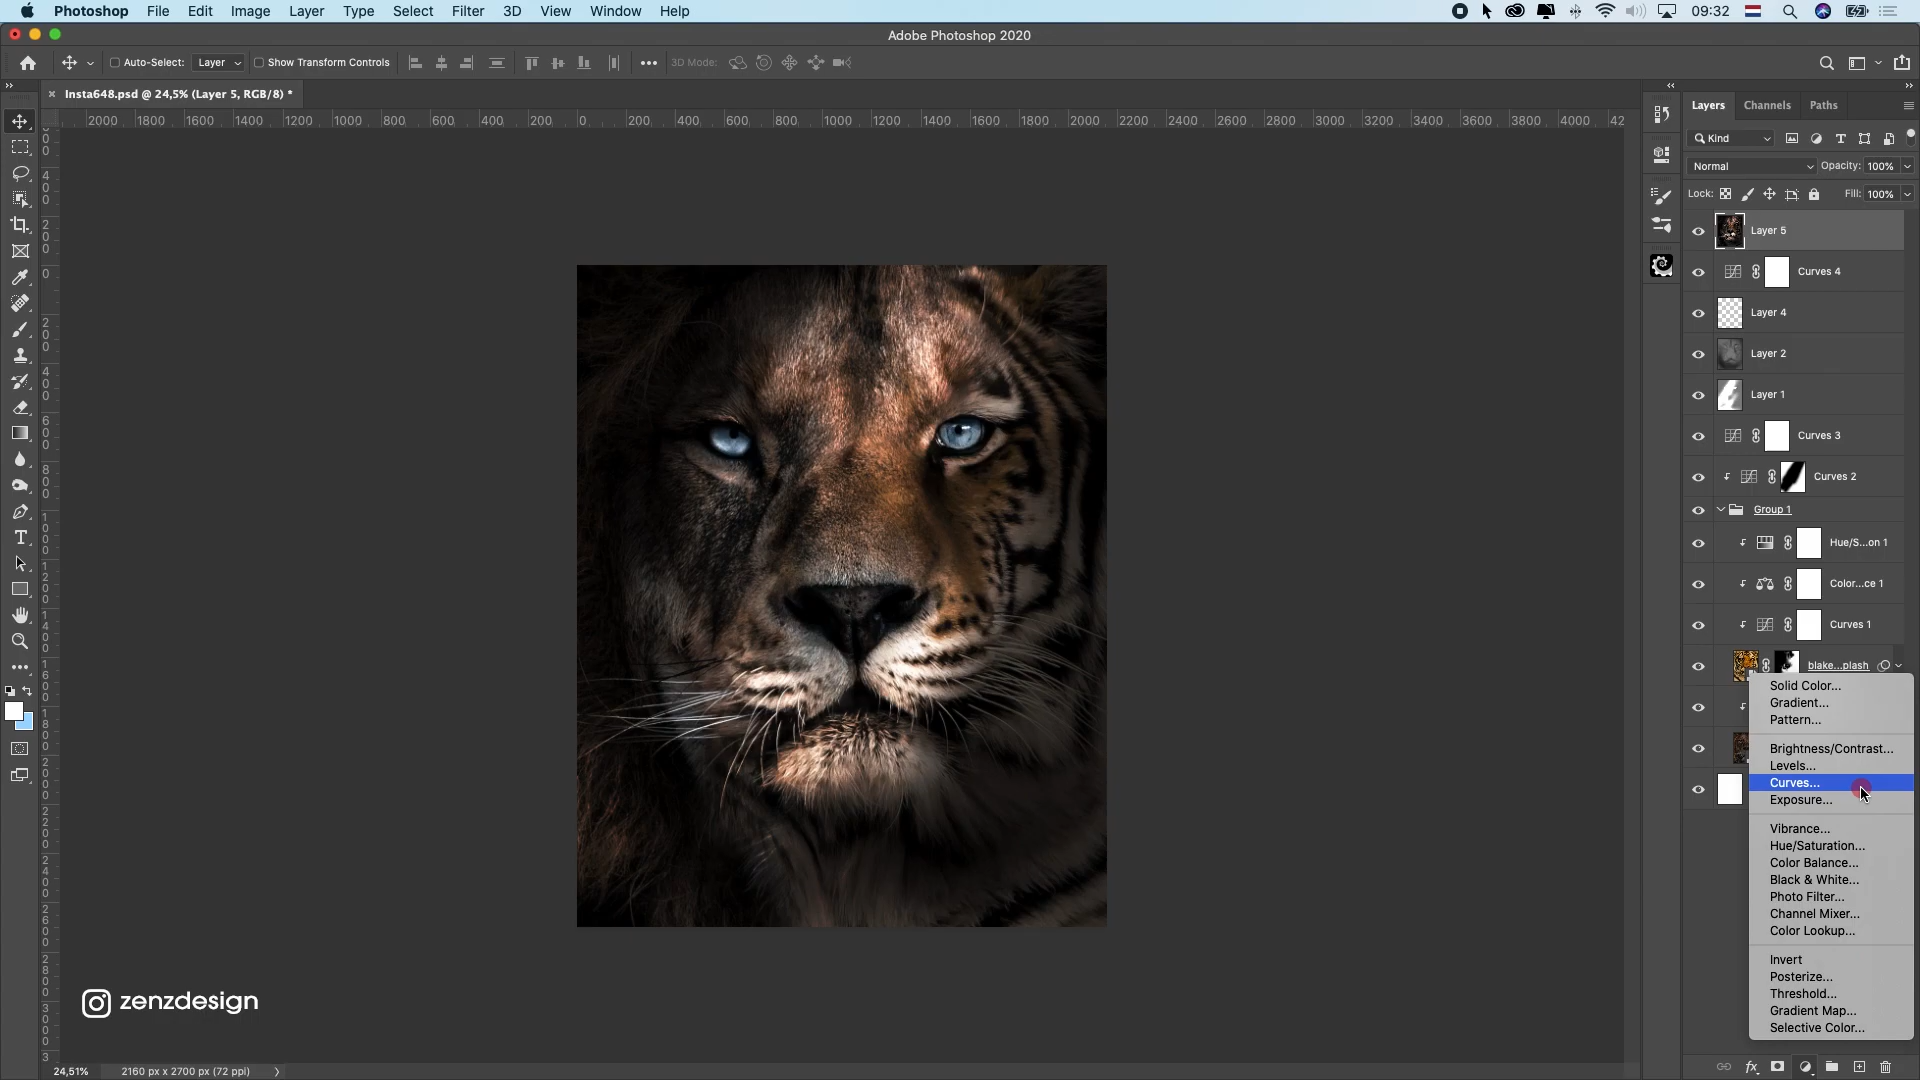 Photoshop File Edit Image Layer Type Select Filter 3D View Window Help 09:32
Adobe Photoshop 2020
Auto-Select: Layer Show Transform Controls 3D Mode:
Insta648.psd @ 24,5% (Layer 5, RGB/8) *
2000 1800 1600 1400 1200 1000 800 600 400 200 0 200 400 600 800 1000 1200 1400 1600 1800 2000 2200 2400 2600 2800 3000 3200 3400 3600 3800 4000 42
Layers Channels Paths
Kind
Normal Opacity: 100%
Lock: Fill: 100%
Layer 5
Curves 4
Layer 4
Layer 2
Layer 1
Curves 3
Curves 2
Group 1
Hue/S...on 1
Color...ce 1
Curves 1
blake...plash
Solid Color...
Gradient...
Pattern...
Brightness/Contrast...
Levels...
Curves...
Exposure...
Vibrance...
Hue/Saturation...
Color Balance...
Black & White...
Photo Filter...
Channel Mixer...
Color Lookup...
Invert
Posterize...
Threshold...
Gradient Map...
Selective Color...
zenzdesign
24,51% 2160 px x 2700 px (72 ppi)